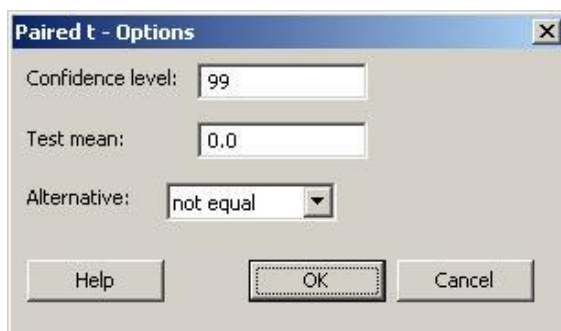 Paired t - Options
Confidence level: 99
Test mean: 0.0
Alternative: not equal
Help OK Cancel